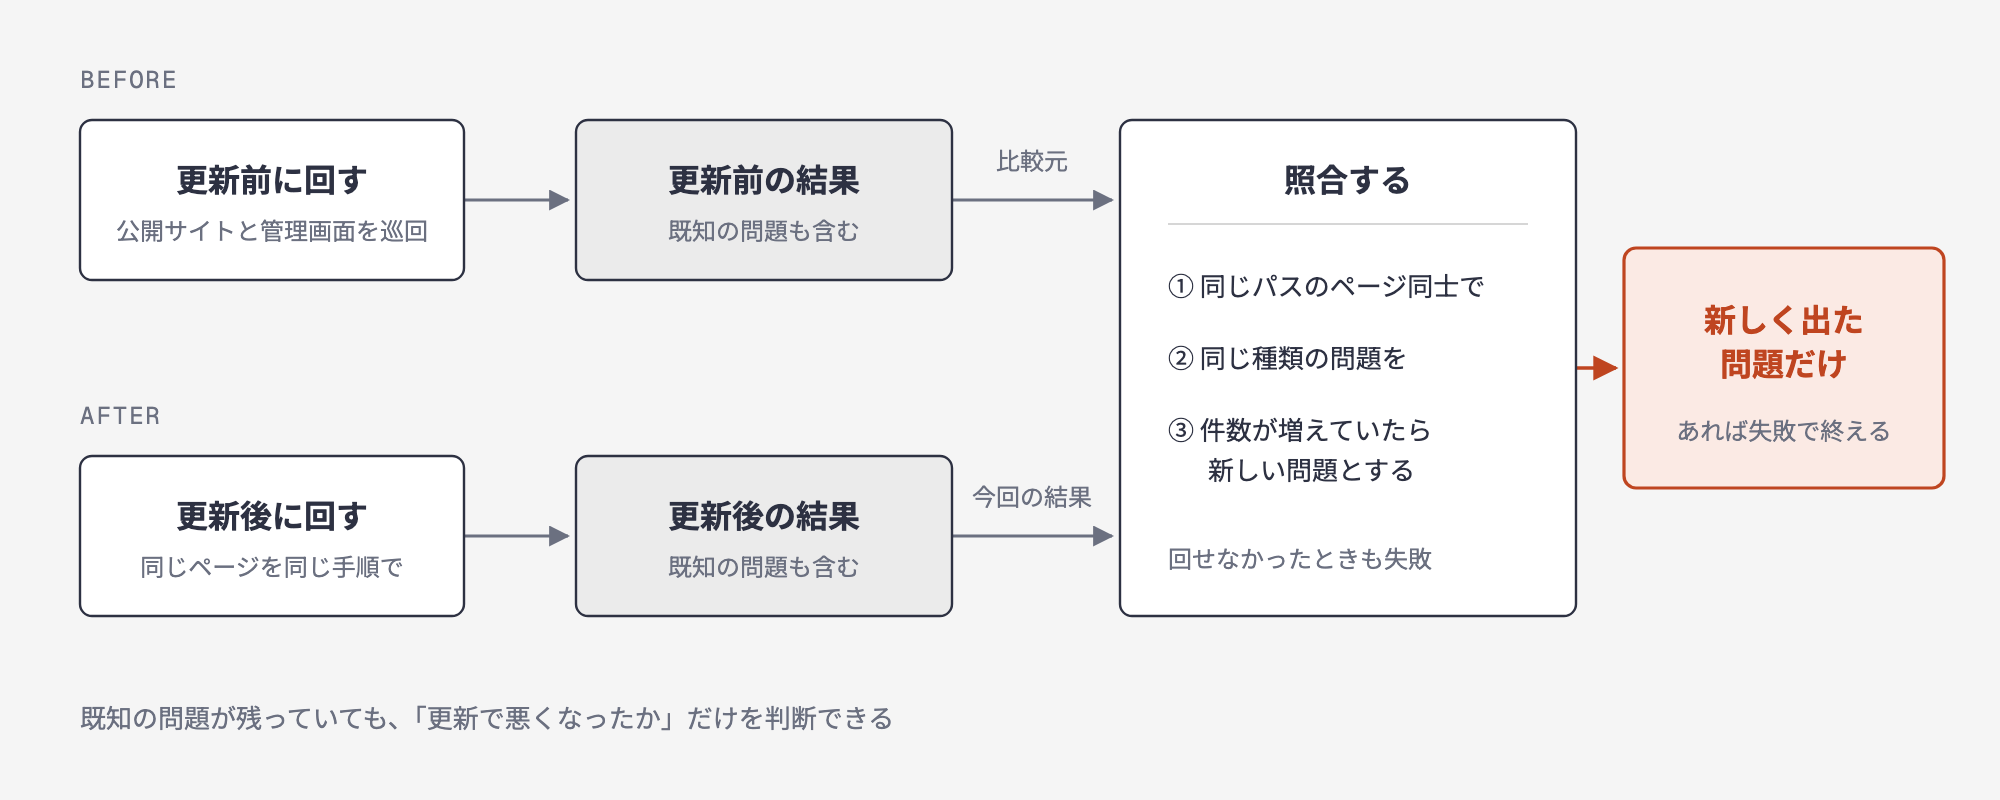 BEFORE
更新前に回す
公開サイトと管理画面を巡回
更新前の結果
既知の問題も含む
比較元
AFTER
更新後に回す
同じページを同じ手順で
更新後の結果
既知の問題も含む
今回の結果
照合する
① 同じパスのページ同士で
② 同じ種類の問題を
③ 件数が増えていたら
新しい問題とする
回せなかったときも失敗
新しく出た
問題だけ
あれば失敗で終える
既知の問題が残っていても、「更新で悪くなったか」だけを判断できる